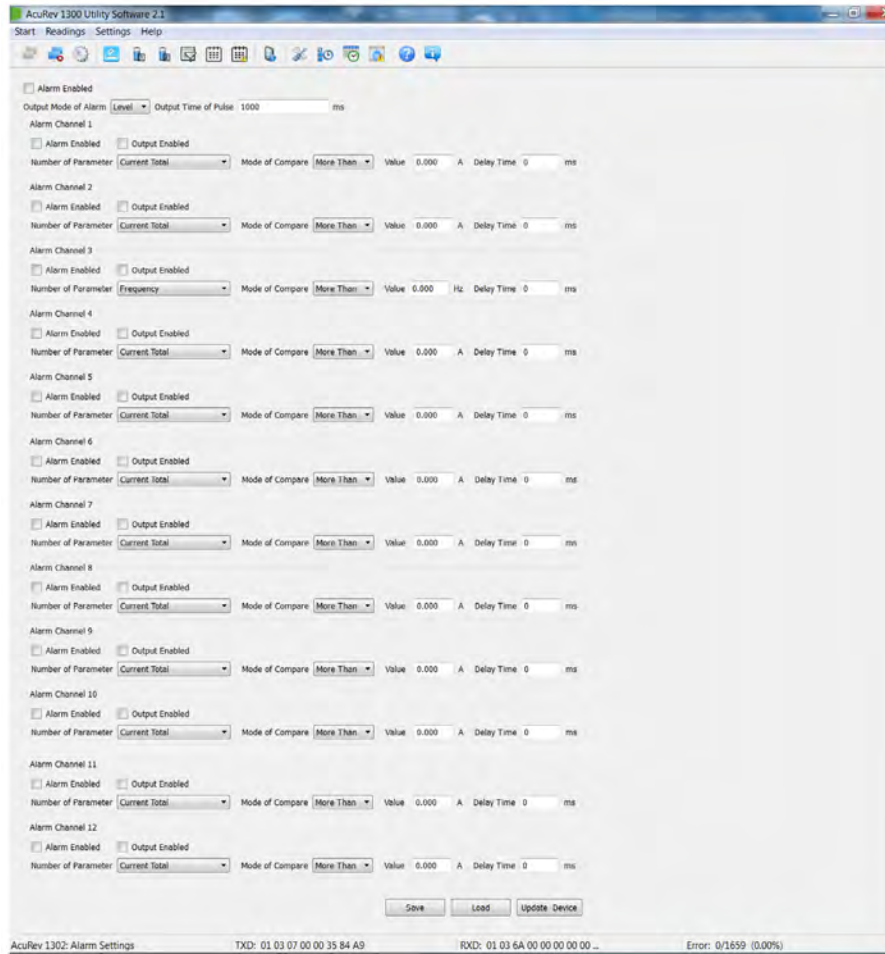 AcuRev 1300 Utility Software 2.1
Start Readings Settings Help
Alarm Enabled
Output Mode of Alarm Level Output Time of Pulse 1000 ms
Alarm Channel 1
Alarm Enabled Output Enabled
Number of Parameter Current Total Mode of Compare More Than Value 0.000 A Delay Time 0 ms
Alarm Channel 2
Alarm Enabled Output Enabled
Number of Parameter Current Total Mode of Compare More Than Value 0.000 A Delay Time 0 ms
Alarm Channel 3
Alarm Enabled Output Enabled
Number of Parameter Frequency Mode of Compare More Than Value 0.000 Hz Delay Time 0 ms
Alarm Channel 4
Alarm Enabled Output Enabled
Number of Parameter Current Total Mode of Compare More Than Value 0.000 A Delay Time 0 ms
Alarm Channel 5
Alarm Enabled Output Enabled
Number of Parameter Current Total Mode of Compare More Than Value 0.000 A Delay Time 0 ms
Alarm Channel 6
Alarm Enabled Output Enabled
Number of Parameter Current Total Mode of Compare More Than Value 0.000 A Delay Time 0 ms
Alarm Channel 7
Alarm Enabled Output Enabled
Number of Parameter Current Total Mode of Compare More Than Value 0.000 A Delay Time 0 ms
Alarm Channel 8
Alarm Enabled Output Enabled
Number of Parameter Current Total Mode of Compare More Than Value 0.000 A Delay Time 0 ms
Alarm Channel 9
Alarm Enabled Output Enabled
Number of Parameter Current Total Mode of Compare More Than Value 0.000 A Delay Time 0 ms
Alarm Channel 10
Alarm Enabled Output Enabled
Number of Parameter Current Total Mode of Compare More Than Value 0.000 A Delay Time 0 ms
Alarm Channel 11
Alarm Enabled Output Enabled
Number of Parameter Current Total Mode of Compare More Than Value 0.000 A Delay Time 0 ms
Alarm Channel 12
Alarm Enabled Output Enabled
Number of Parameter Current Total Mode of Compare More Than Value 0.000 A Delay Time 0 ms
Save Load Update Device
AcuRev 1302: Alarm Settings TXD: 01 03 07 00 00 35 84 A9 RXD: 01 03 6A 00 00 00 00 00 ... Error: 0/1659 (0.00%)